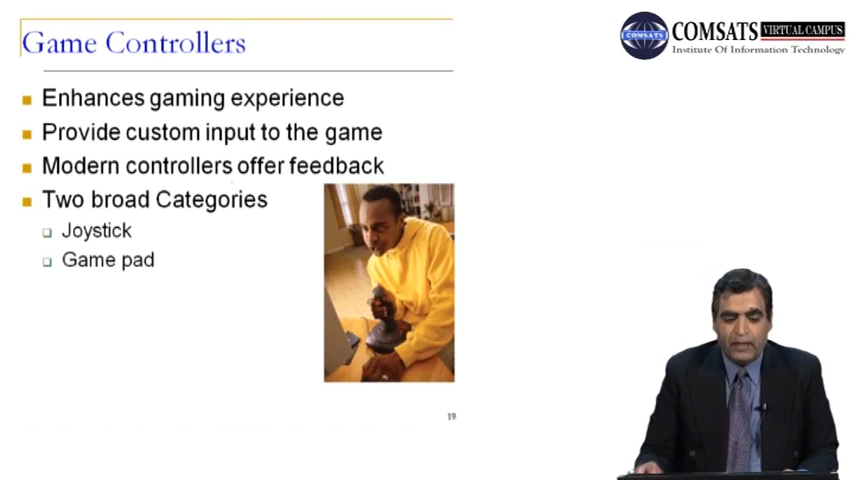 Game Controllers
Enhances gaming experience
Provide custom input to the game
Modern controllers offer feedback
Two broad Categories
Joystick
Game pad
19
COMSATS
COMSATS VIRTUAL CAMPUS
Institute Of Information Technology